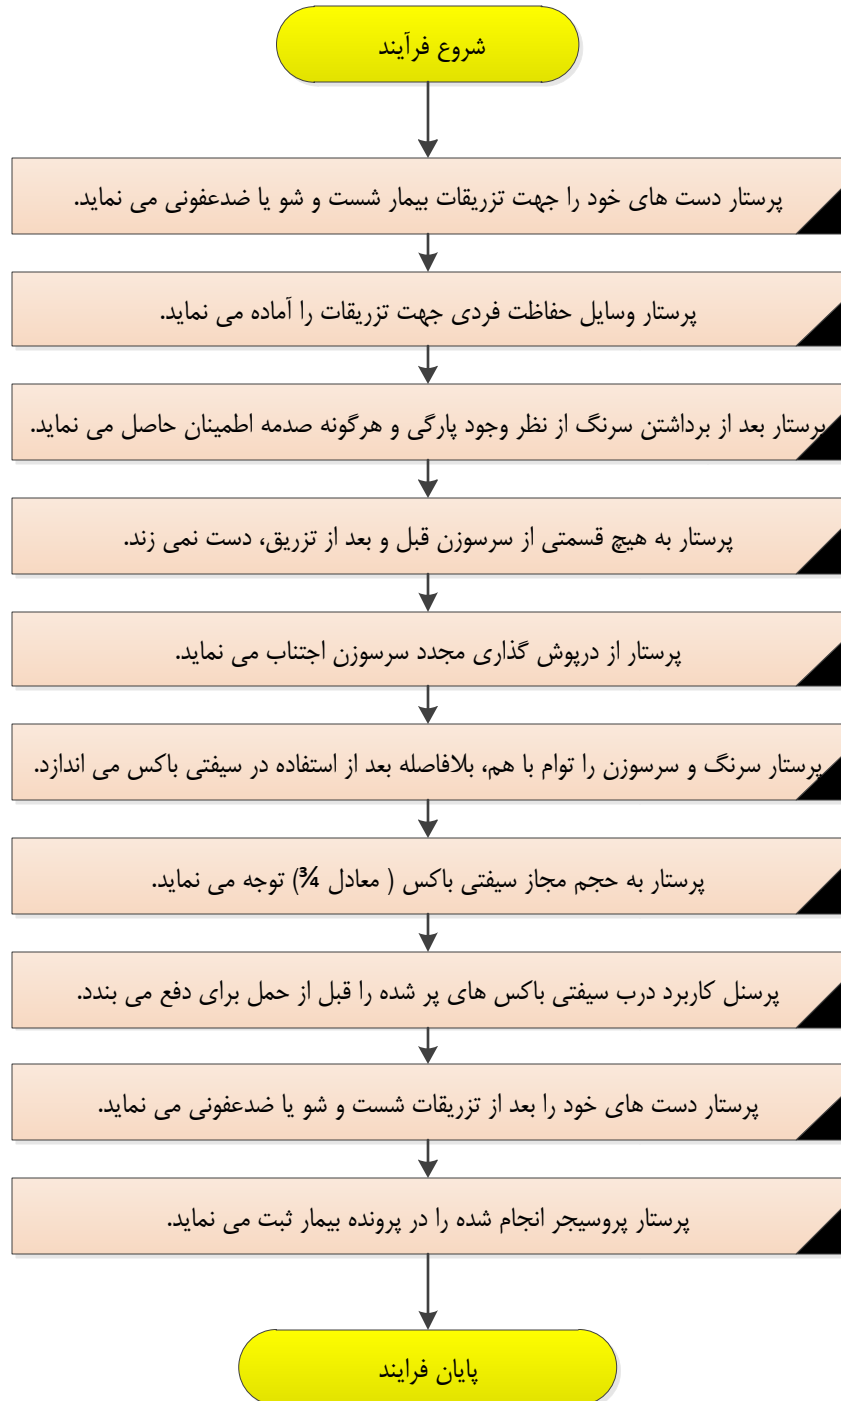 شروع فرآیند
پرستار دست های خود را جهت تزریقات بیمار شست و شو یا ضدعفونی می نماید.
پرستار وسایل حفاظت فردی جهت تزریقات را آماده می نماید.
پرستار بعد از برداشتن سرنگ از نظر وجود پارگی و هرگونه صدمه اطمینان حاصل می نماید.
پرستار به هیچ قسمتی از سرسوزن قبل و بعد از تزریق، دست نمی زند.
پرستار از درپوش گذاری مجدد سرسوزن اجتناب می نماید.
پرستار سرنگ و سرسوزن را توام با هم، بلافاصله بعد از استفاده در سیفتی باکس می اندازد.
پرستار به حجم مجاز سیفتی باکس ( معادل ¾) توجه می نماید.
پرسنل کاربرد درب سیفتی باکس های پر شده را قبل از حمل برای دفع می بندد.
پرستار دست های خود را بعد از تزریقات شست و شو یا ضدعفونی می نماید.
پرستار پروسیجر انجام شده را در پرونده بیمار ثبت می نماید.
پایان فرایند